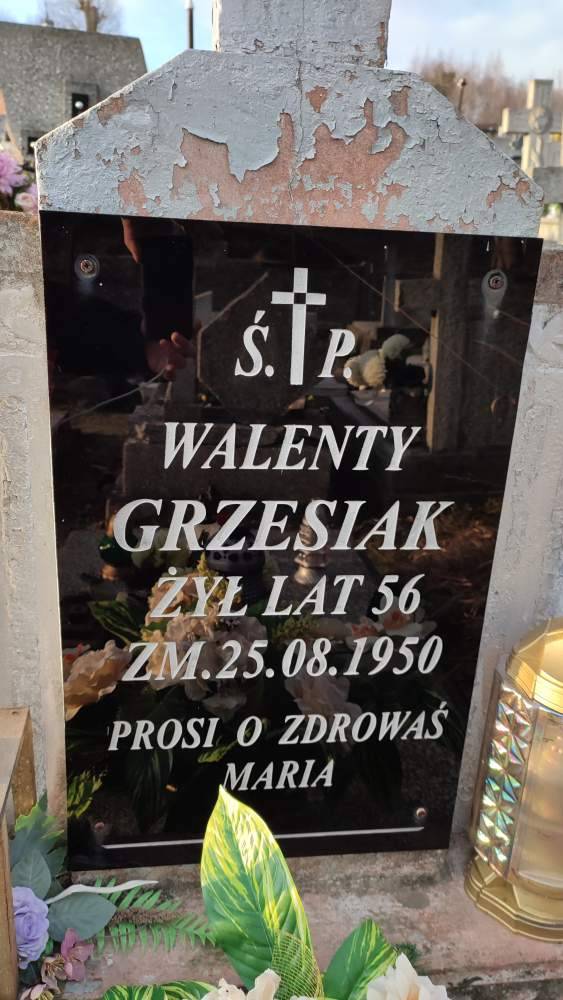 Ś. P.
WALENTY
GRZESIAK
ŻYŁ LAT 56
ZM.25.08.1950
PROSI O ZDROWAŚ
MARIA